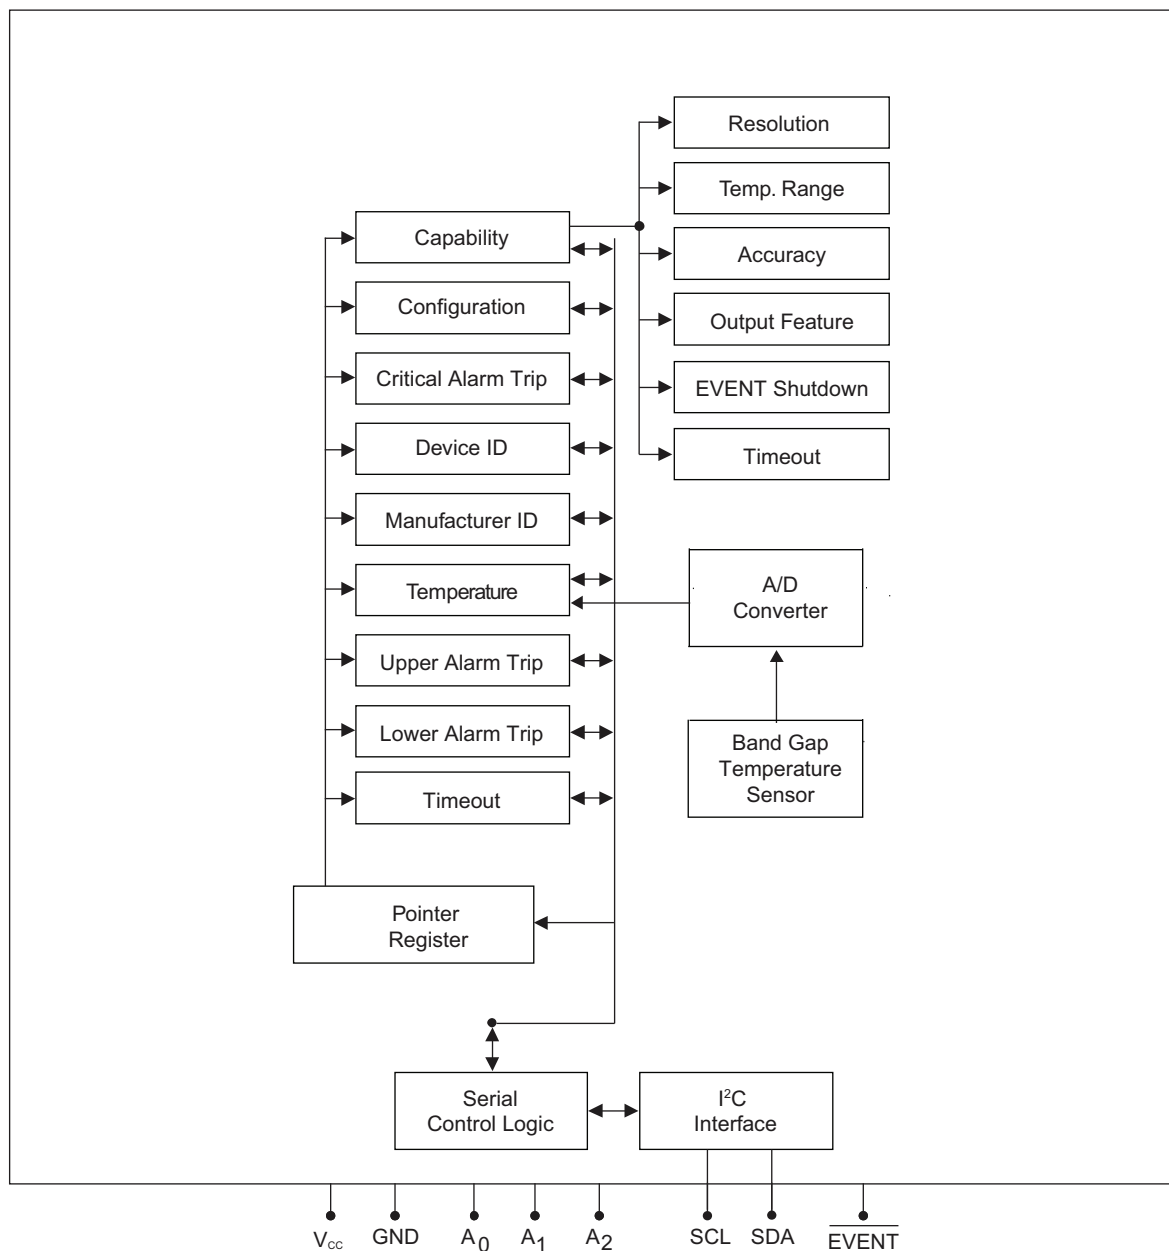 Resolution
Temp. Range
Capability
Accuracy
Configuration
Output Feature
Critical Alarm Trip
EVENT Shutdown
Device ID
Timeout
Manufacturer ID
Temperature
A/D
Converter
Upper Alarm Trip
Lower Alarm Trip
Band Gap
Temperature
Sensor
Timeout
Pointer
Register
Serial
Control Logic
I²C
Interface
VCC GND A0 A1 A2 SCL SDA EVENT